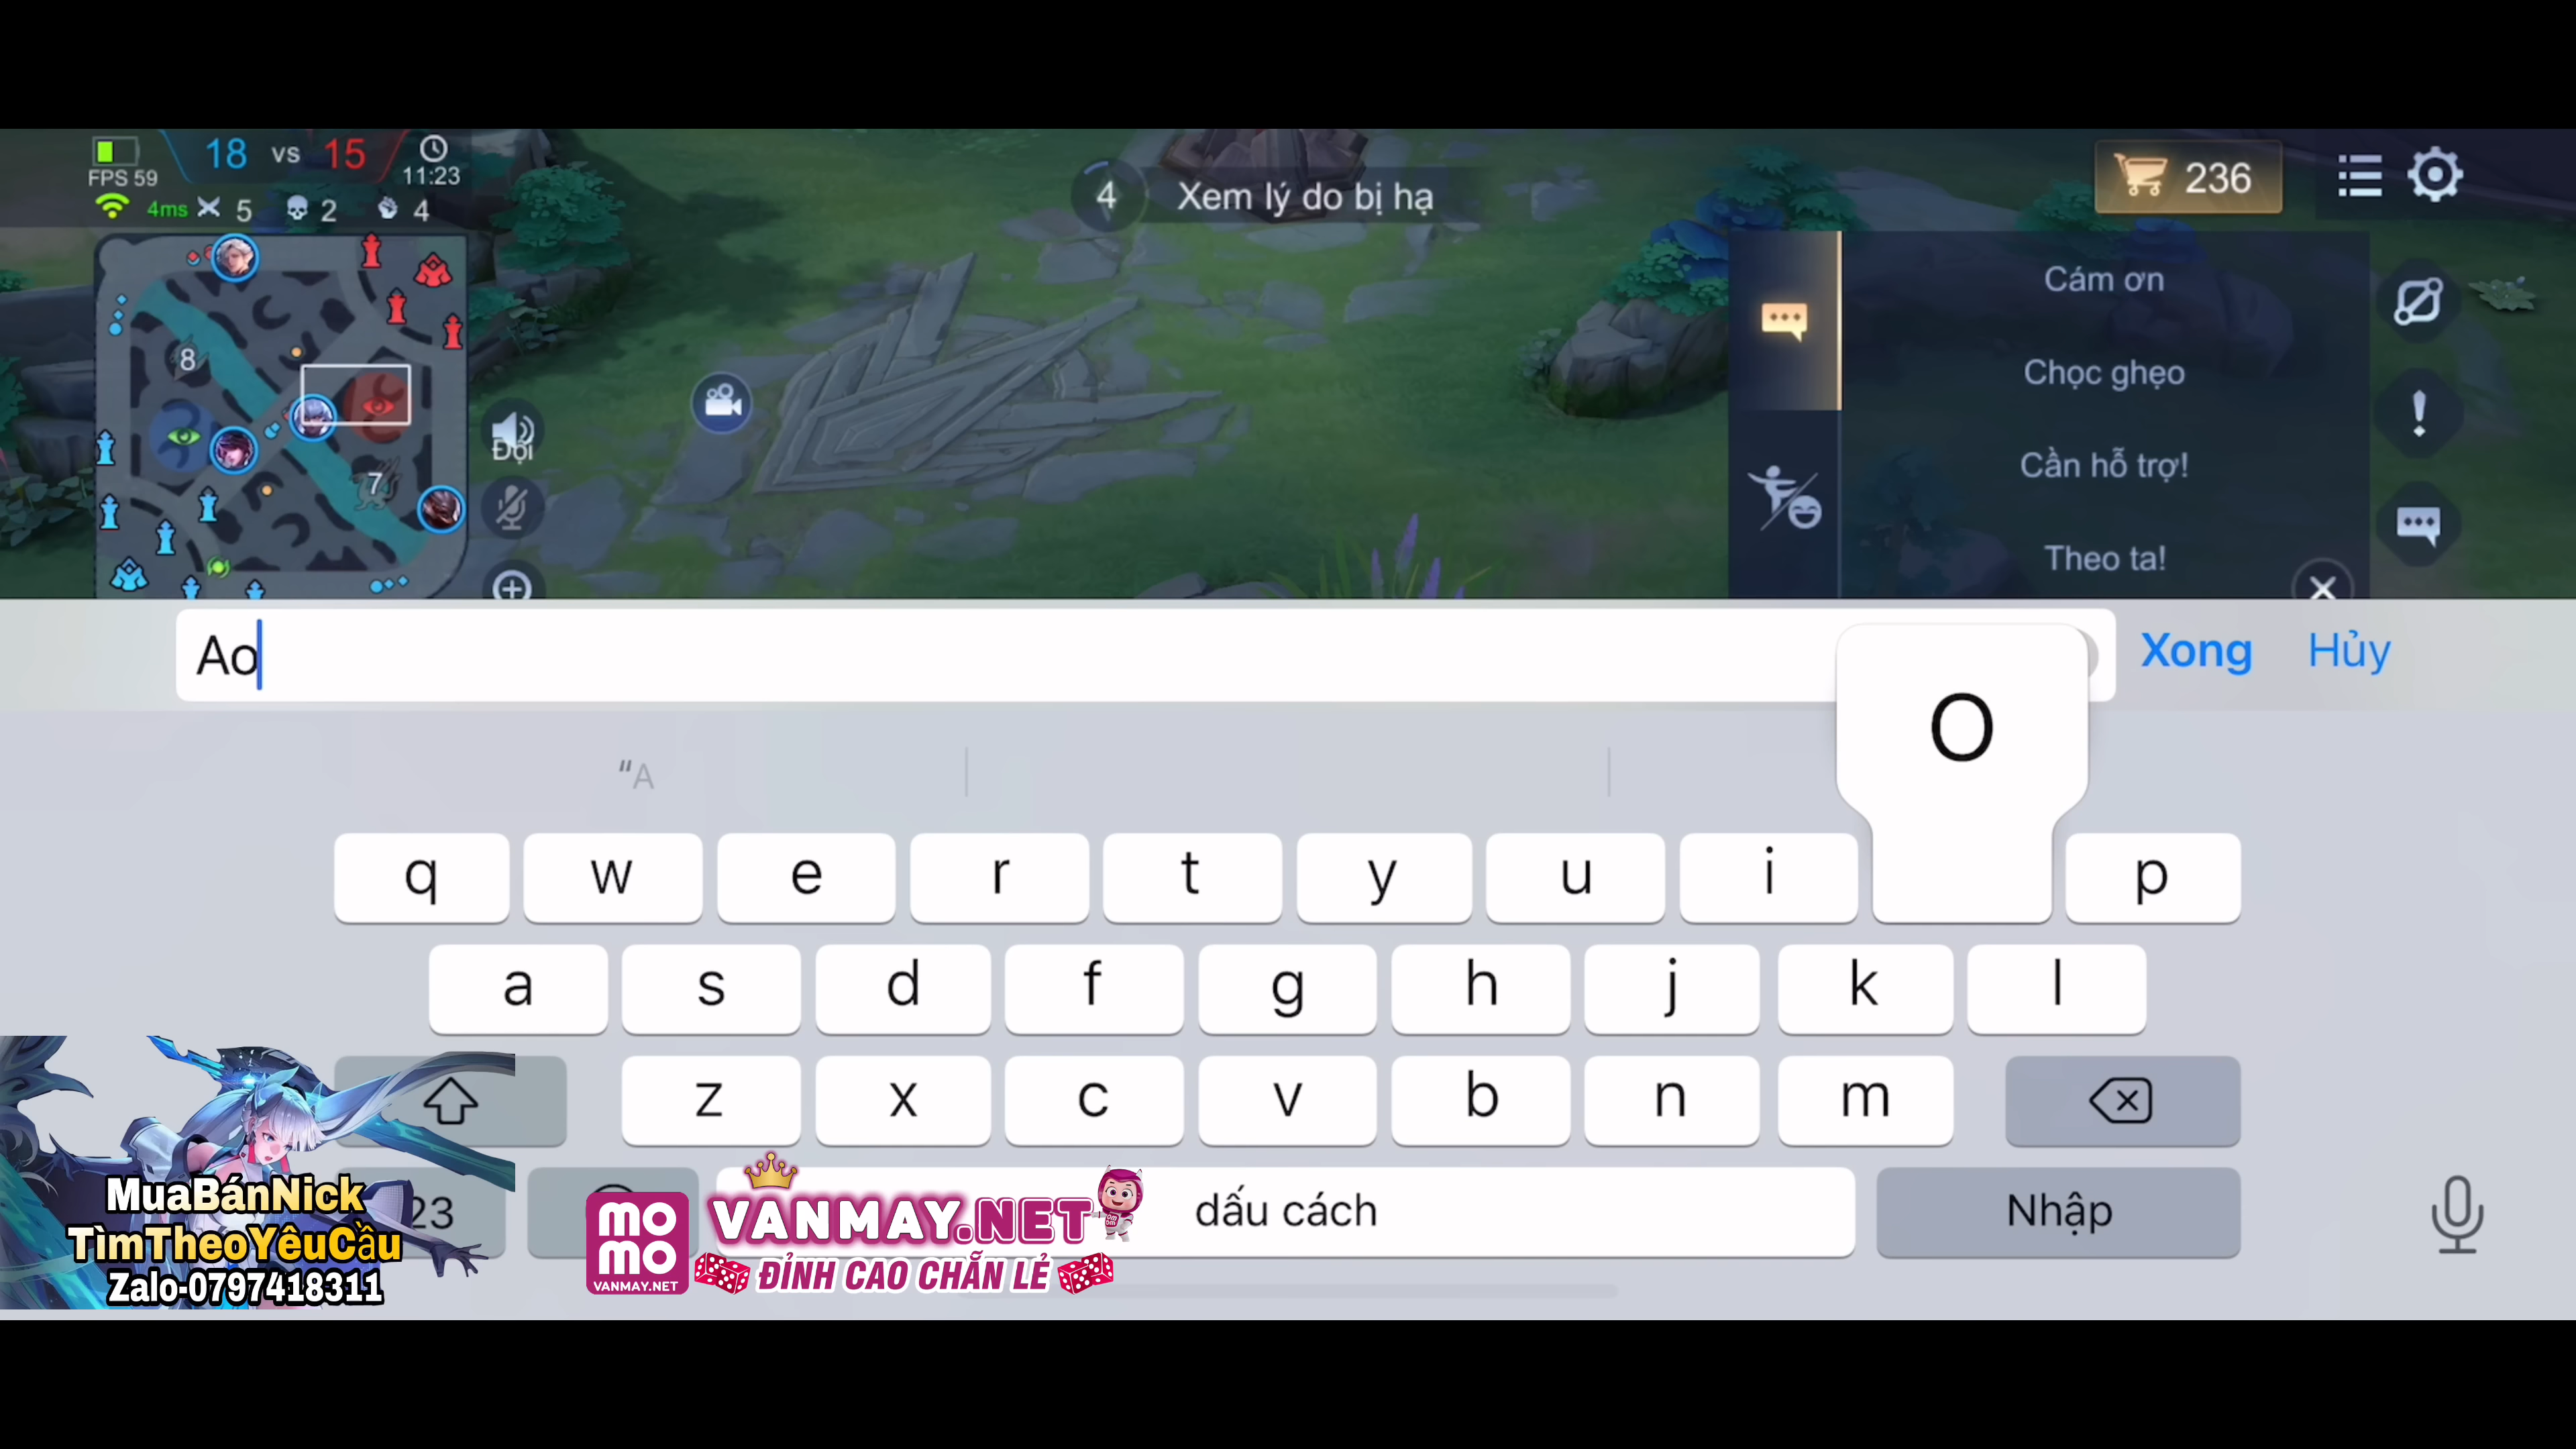 18 vs 15
FPS 59
11:23
4ms 5 2 4
4 Xem lý do bị hạ
236
8
7
Đội
Cám ơn
Chọc ghẹo
Cần hỗ trợ!
Theo ta!
Ao
Xong
Hủy
“A
O
q w e r t y u i p
a s d f g h j k l
z x c v b n m
23
dấu cách
Nhập
MuaBánNick
TìmTheoYêuCầu
Zalo-0797418311
mo
mo
VANMAY.NET
VANMAY.NET
ĐỈNH CAO CHẴN LẺ